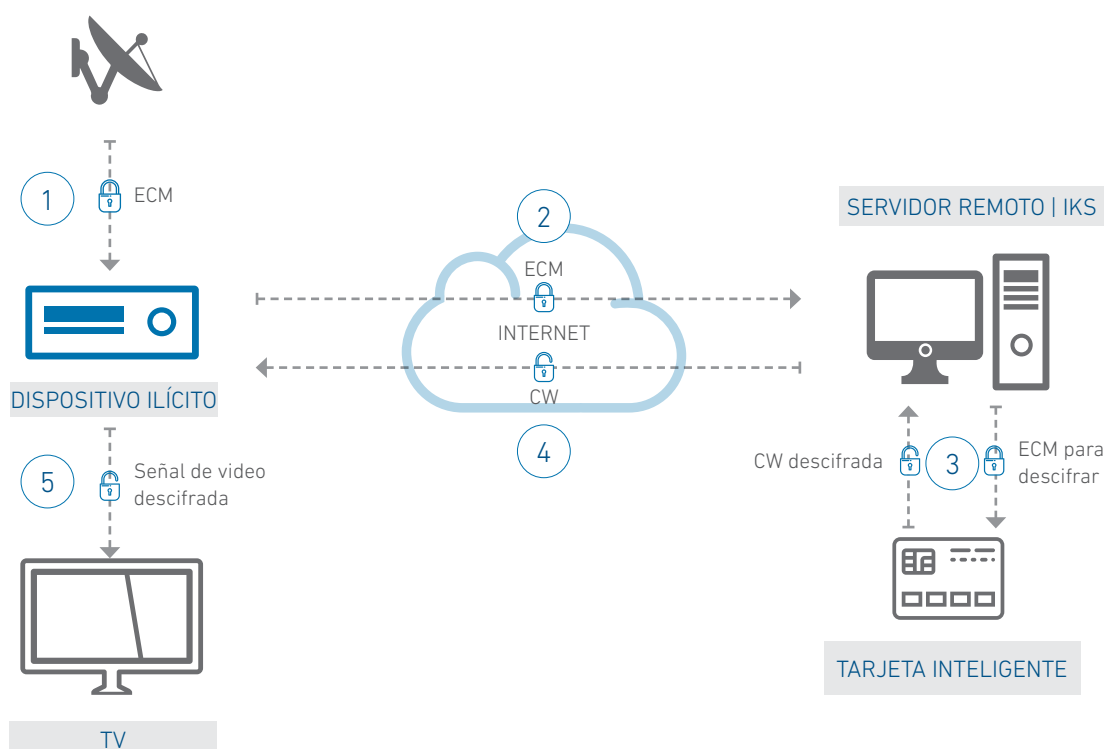 1
ECM
2
SERVIDOR REMOTO | IKS
ECM
INTERNET
CW
DISPOSITIVO ILÍCITO
4
5
Señal de video
descifrada
CW descifrada
3
ECM para
descifrar
TARJETA INTELIGENTE
TV